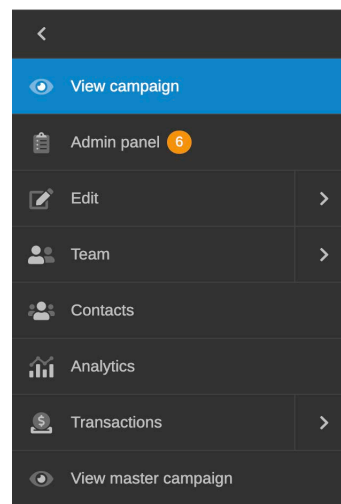 View campaign
Admin panel 6
Edit
Team
Contacts
Analytics
Transactions
View master campaign